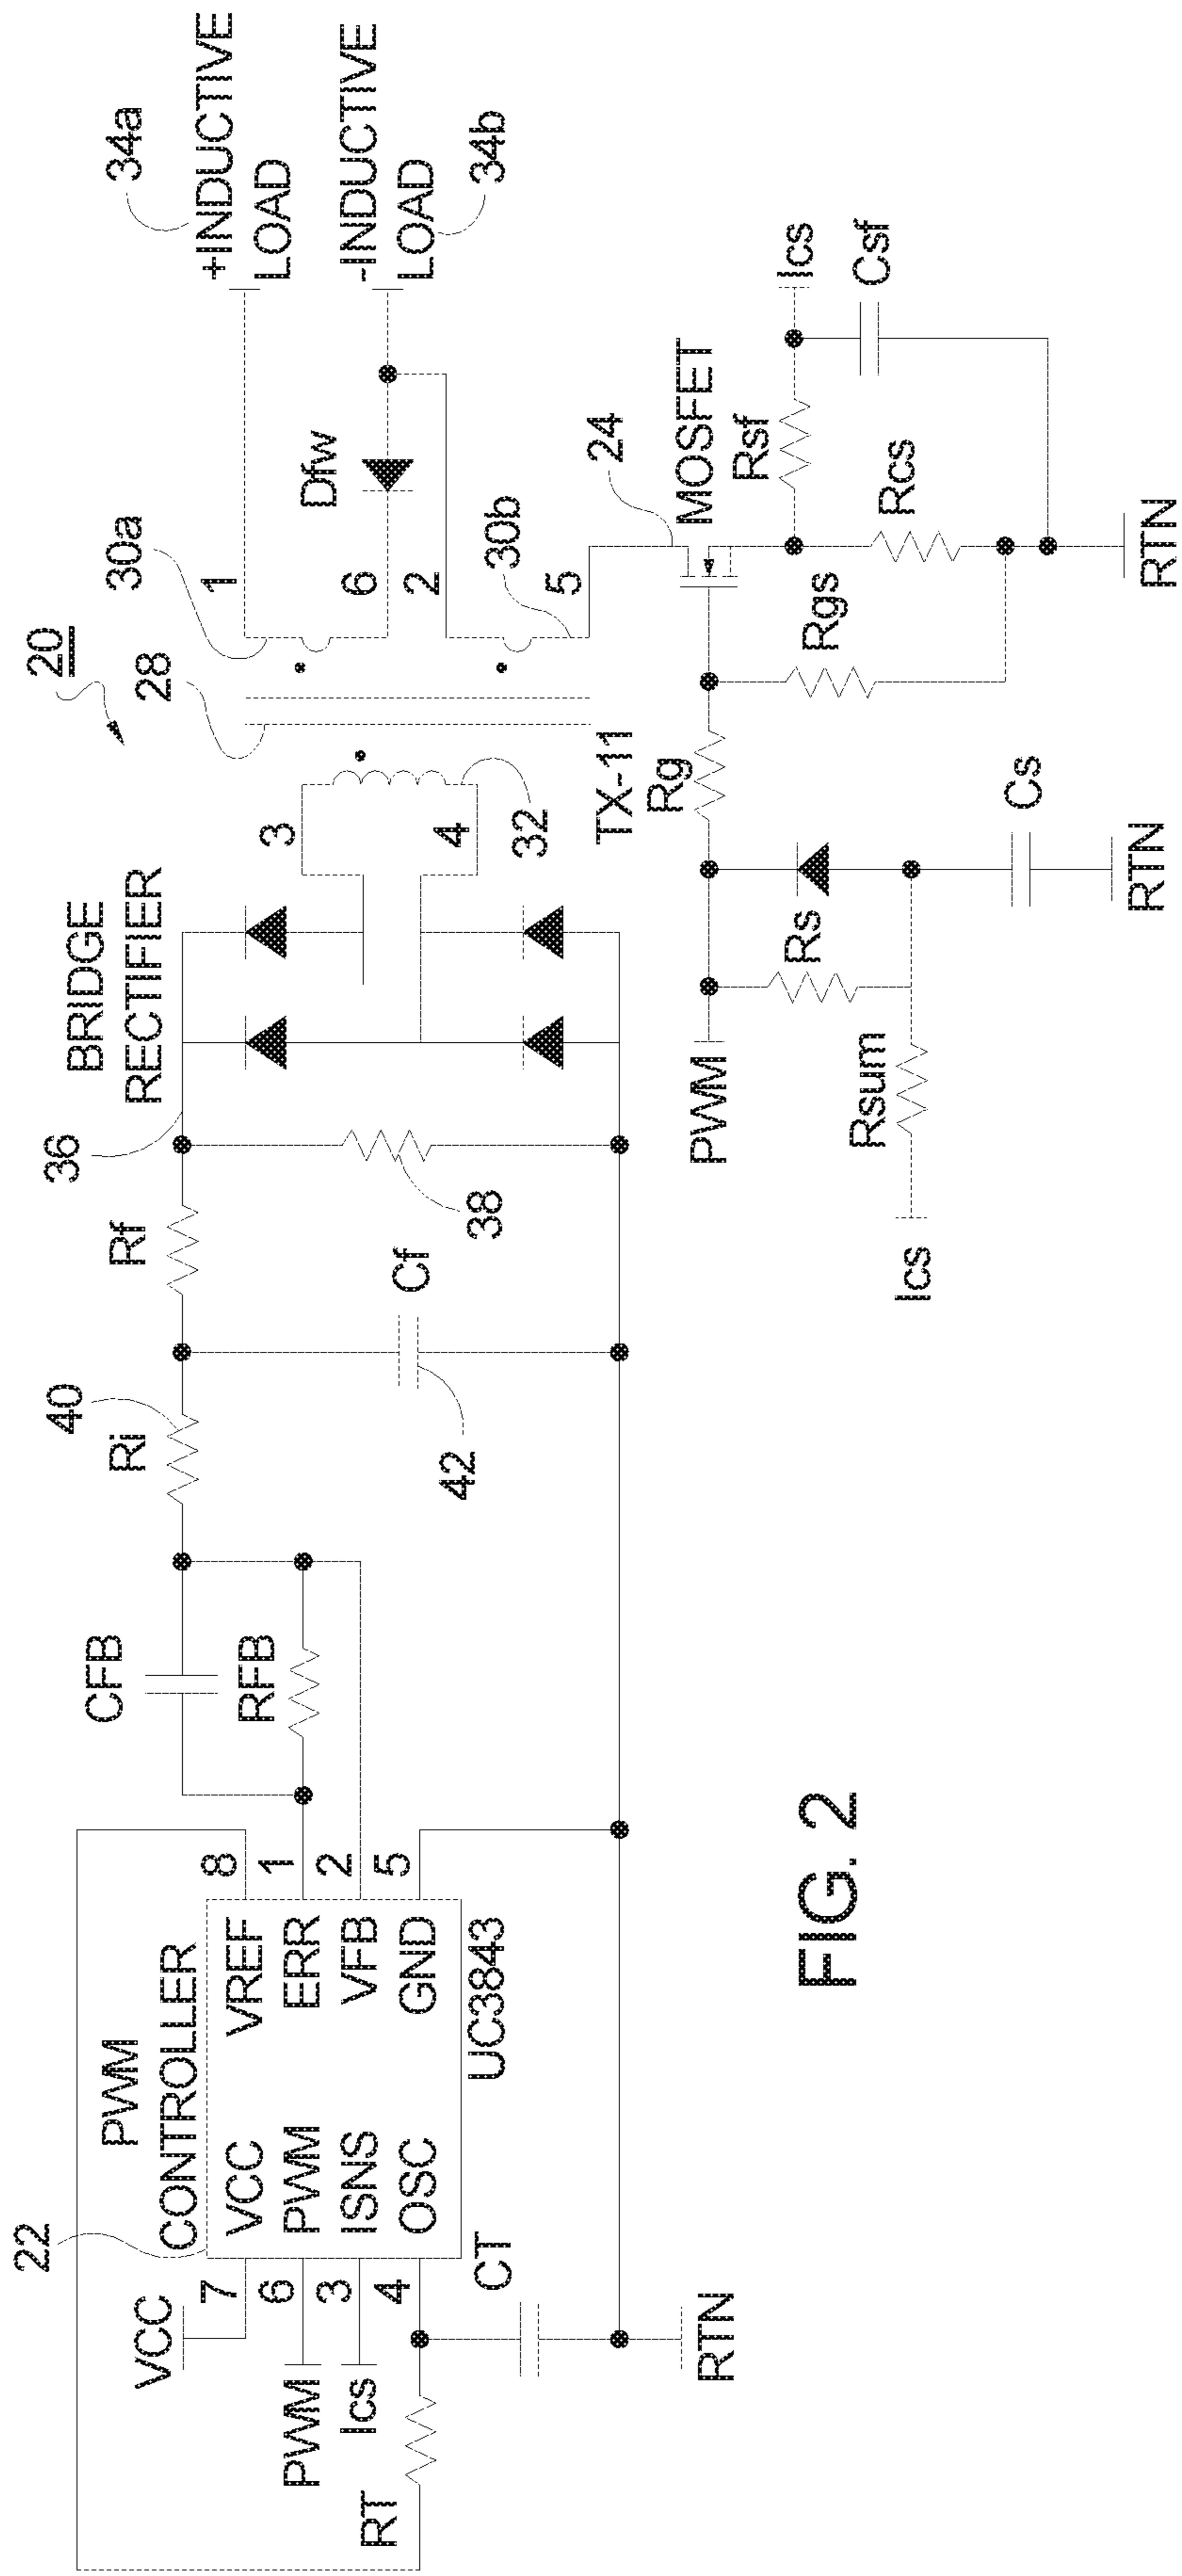 20
22
PWM
CONTROLLER
VCC
VCC
PWM
ISNS
OSC
VREF
ERR
VFB
GND
7
6
3
4
8
1
2
5
PWM
Ics
RT
CT
RTN
UC3843
CFB
RFB
40
Ri
42
Cf
Rf
36
38
BRIDGE
RECTIFIER
3
4
32
28
TX-11
30a
1
6
2
5
30b
Dfw
34a
+INDUCTIVE
LOAD
-INDUCTIVE
LOAD
34b
24
MOSFET
PWM
Rg
Rs
Rsum
Ics
Cs
RTN
Rgs
Rcs
Rsf
Ics
Csf
RTN
FIG. 2